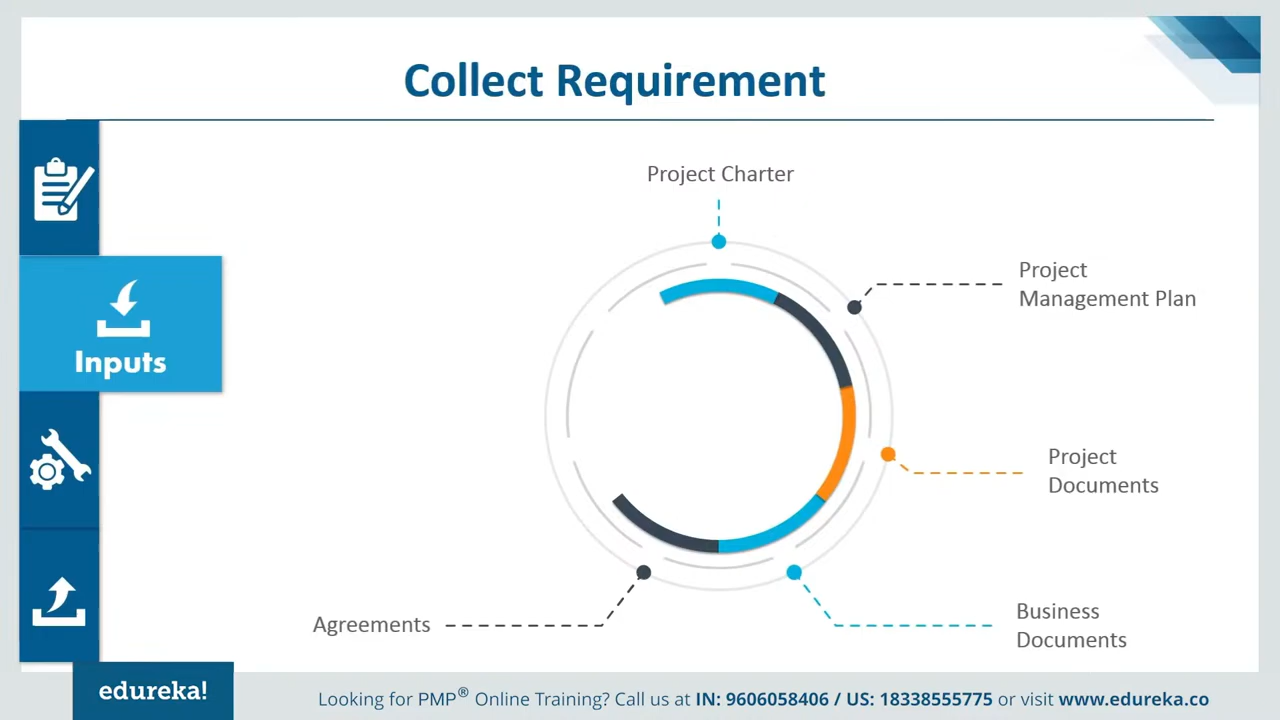 Collect Requirement
Project Charter
Project
Management Plan
Inputs
Project
Documents
Business
Documents
Agreements
edureka!
Looking for PMP® Online Training? Call us at IN: 9606058406 / US: 18338555775 or visit www.edureka.co